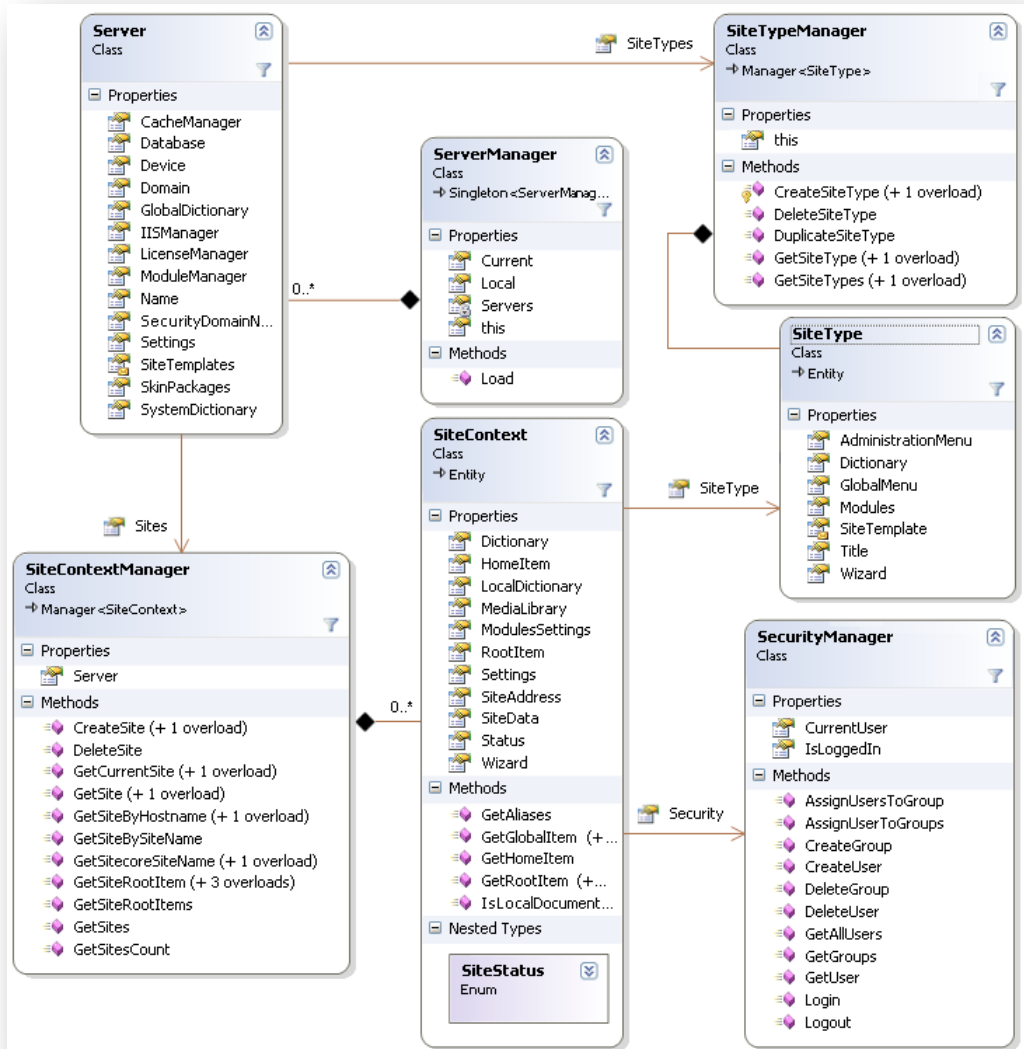 Server
Class
Properties
CacheManager
Database
Device
Domain
GlobalDictionary
IISManager
LicenseManager
ModuleManager
Name
SecurityDomainN...
Settings
SiteTemplates
SkinPackages
SystemDictionary
SiteTypes
SiteTypeManager
Class
Manager<SiteType>
Properties
this
Methods
CreateSiteType (+ 1 overload)
DeleteSiteType
DuplicateSiteType
GetSiteType (+ 1 overload)
GetSiteTypes (+ 1 overload)
ServerManager
Class
Singleton<ServerManag...
Properties
Current
Local
Servers
this
Methods
Load
0..*
SiteType
Class
Entity
Properties
AdministrationMenu
Dictionary
GlobalMenu
Modules
SiteTemplate
Title
Wizard
SiteContext
Class
Entity
Properties
Dictionary
HomeItem
LocalDictionary
MediaLibrary
ModulesSettings
RootItem
Settings
SiteAddress
SiteData
Status
Wizard
Methods
GetAliases
GetGlobalItem (+...
GetHomeItem
GetRootItem (+...
IsLocalDocument...
Nested Types
SiteStatus
Enum
SiteType
Sites
SiteContextManager
Class
Manager<SiteContext>
Properties
Server
Methods
CreateSite (+ 1 overload)
DeleteSite
GetCurrentSite (+ 1 overload)
GetSite (+ 1 overload)
GetSiteByHostname (+ 1 overload)
GetSiteBySiteName
GetSitecoreSiteName (+ 1 overload)
GetSiteRootItem (+ 3 overloads)
GetSiteRootItems
GetSites
GetSitesCount
0..*
Security
SecurityManager
Class
Properties
CurrentUser
IsLoggedIn
Methods
AssignUsersToGroup
AssignUserToGroups
CreateGroup
CreateUser
DeleteGroup
DeleteUser
GetAllUsers
GetGroups
GetUser
Login
Logout